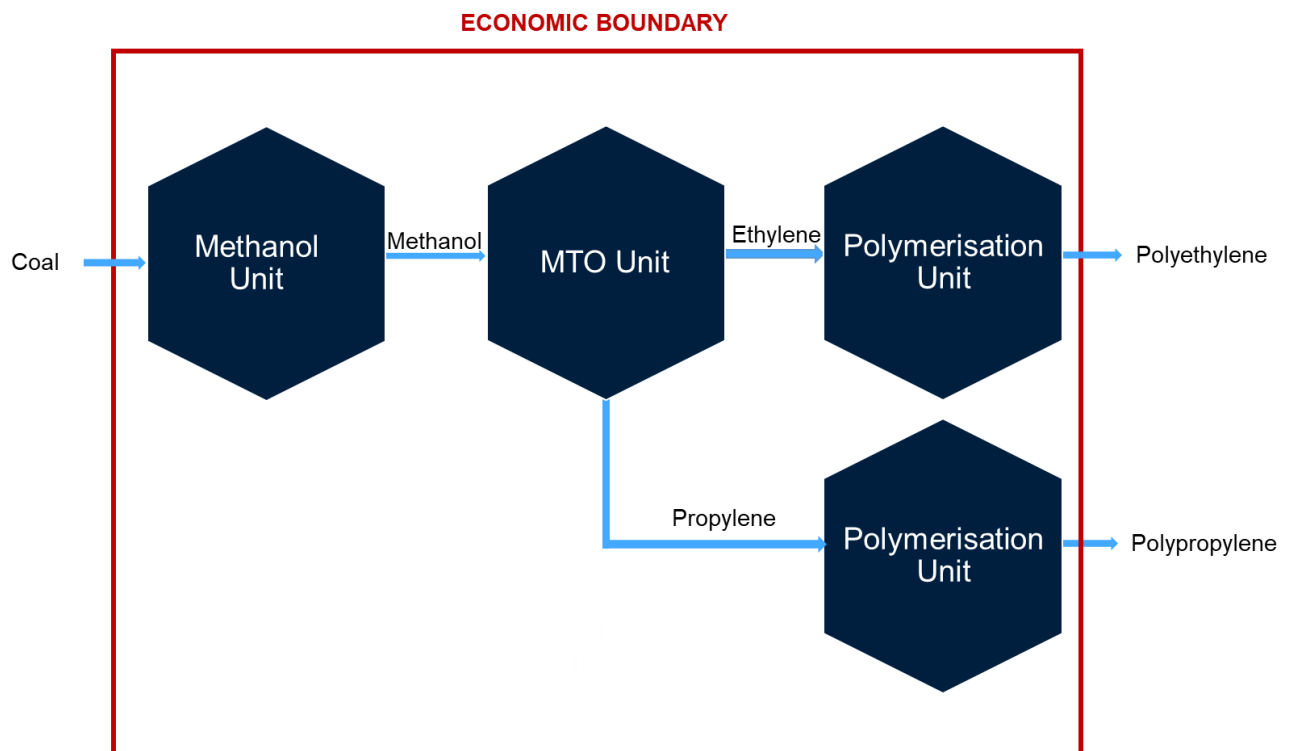 ECONOMIC BOUNDARY
Coal
Methanol
Unit
Methanol
MTO Unit
Ethylene
Polymerisation
Unit
Polyethylene
Propylene
Polymerisation
Unit
Polypropylene